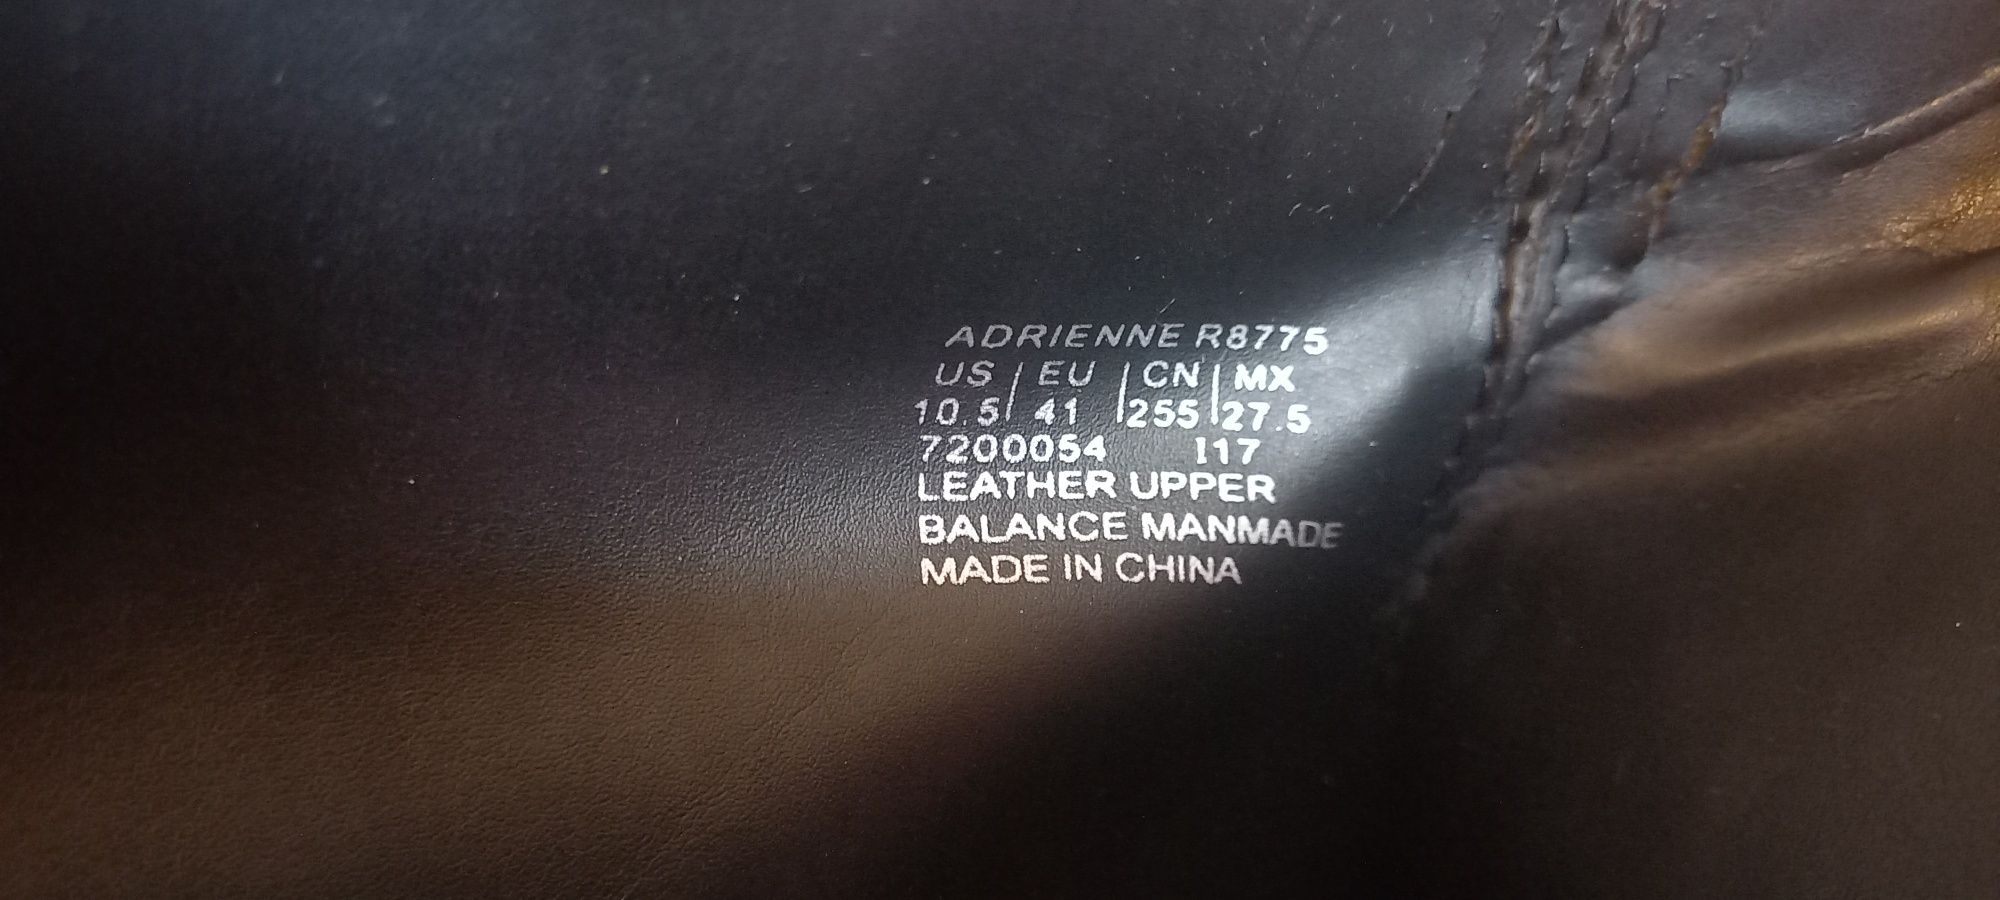 ADRIENNE R8775
US | EU | CN | MX
10.5 | 41 | 255 | 27.5
7200054 I17
LEATHER UPPER
BALANCE MANMADE
MADE IN CHINA